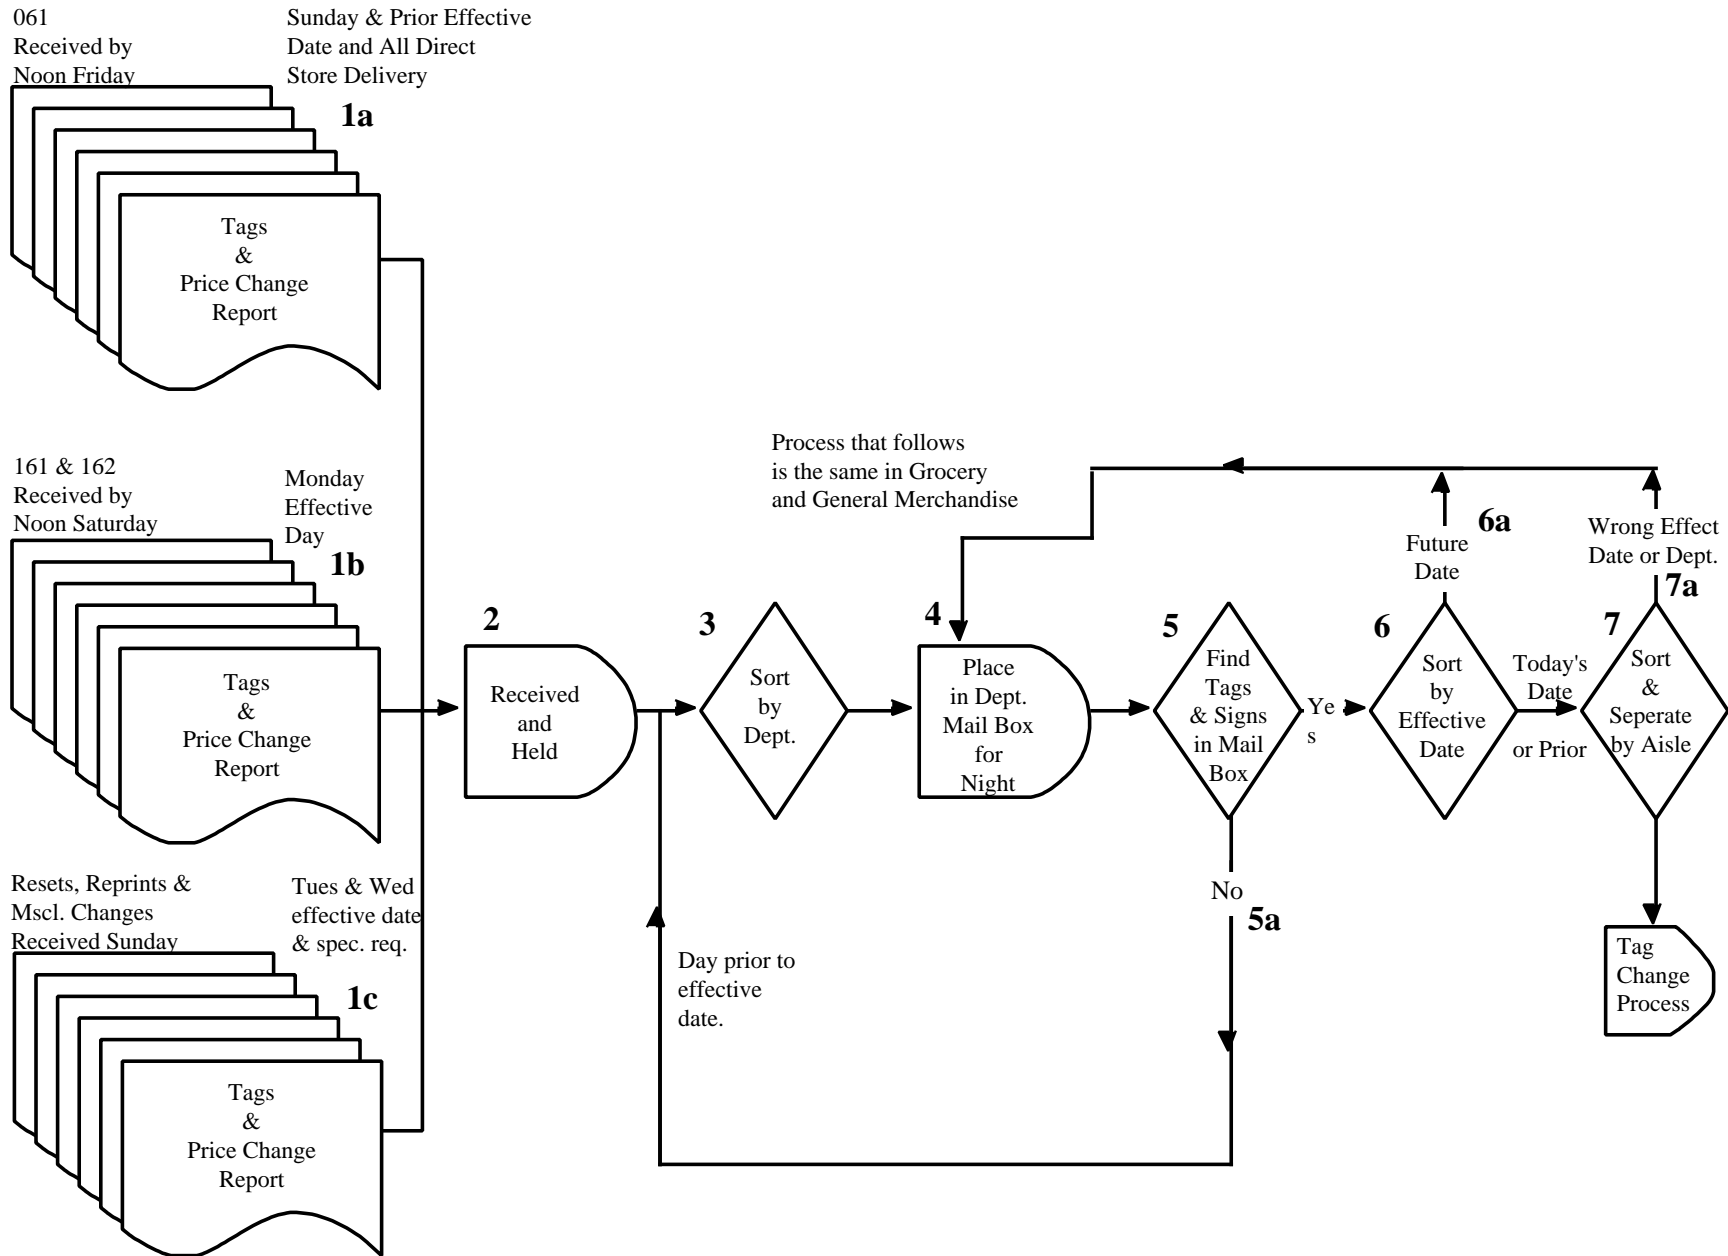 061
Received by
Noon Friday
Sunday & Prior Effective
Date and All Direct
Store Delivery
1a
Tags
&
Price Change
Report
161 & 162
Received by
Noon Saturday
Monday
Effective
Day
1b
Tags
&
Price Change
Report
Resets, Reprints &
Mscl. Changes
Received Sunday
Tues & Wed
effective date
& spec. req.
1c
Tags
&
Price Change
Report
2
Received
and
Held
3
Sort
by
Dept.
Day prior to
effective
date.
Process that follows
is the same in Grocery
and General Merchandise
4
Place
in Dept.
Mail Box
for
Night
5
Find
Tags
& Signs
in Mail
Box
Ye
s
No
5a
6
Sort
by
Effective
Date
Future
Date
6a
Today's
Date
or Prior
7
Sort
&
Seperate
by Aisle
Wrong Effect
Date or Dept.
7a
Tag
Change
Process